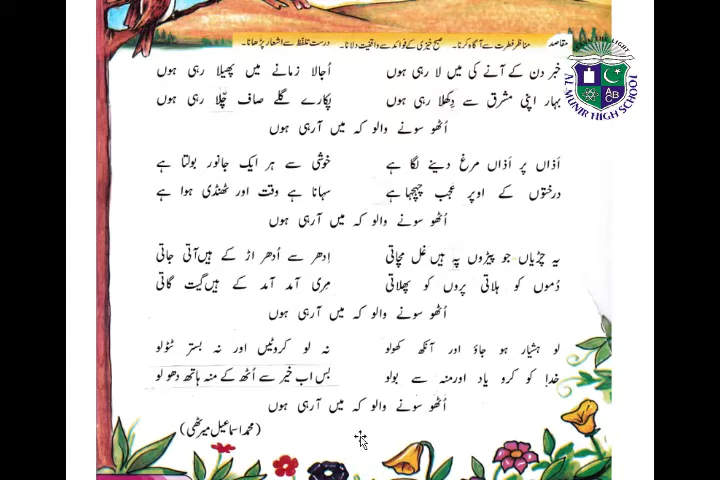 مقاصد مناظر فطرت سے آگاہ کرنا۔ صبح خیزی کے فوائد سے واقفیت دلانا۔ درست تلفظ سے اشعار پڑھانا۔
THE LIGHT
AL-MUNIR HIGH SCHOOL
خبر دن کے آنے کی میں لا رہی ہوں اُجالا زمانے میں پھیلا رہی ہوں
بہار اپنی مشرق سے دِکھلا رہی ہوں پکارے گلے صاف چِلّا رہی ہوں
اُٹھو سونے والو کہ میں آ رہی ہوں
اَذاں پر اَذاں مرغ دینے لگا ہے خوشی سے ہر ایک جانور بولتا ہے
درختوں کے اوپر عجب چہچہا ہے سہانا ہے وقت اور ٹھنڈی ہوا ہے
اُٹھو سونے والو کہ میں آ رہی ہوں
یہ چڑیاں جو پیڑوں پہ ہیں غل مچاتی اِدھر سے اُدھر اڑ کے ہیں آتی جاتی
دُموں کو ہلاتی پروں کو پھلاتی مِری آمد آمد کے ہیں گیت گاتی
اُٹھو سونے والو کہ میں آ رہی ہوں
لو ہشیار ہو جاؤ اور آنکھ کھولو نہ لو کروٹیں اور نہ بستر ٹٹولو
خدا کو کرو یاد اور منہ سے بولو بس اب خیر سے اُٹھ کے منہ ہاتھ دھو لو
اُٹھو سونے والو کہ میں آ رہی ہوں
(محمد اسماعیل میرٹھی)